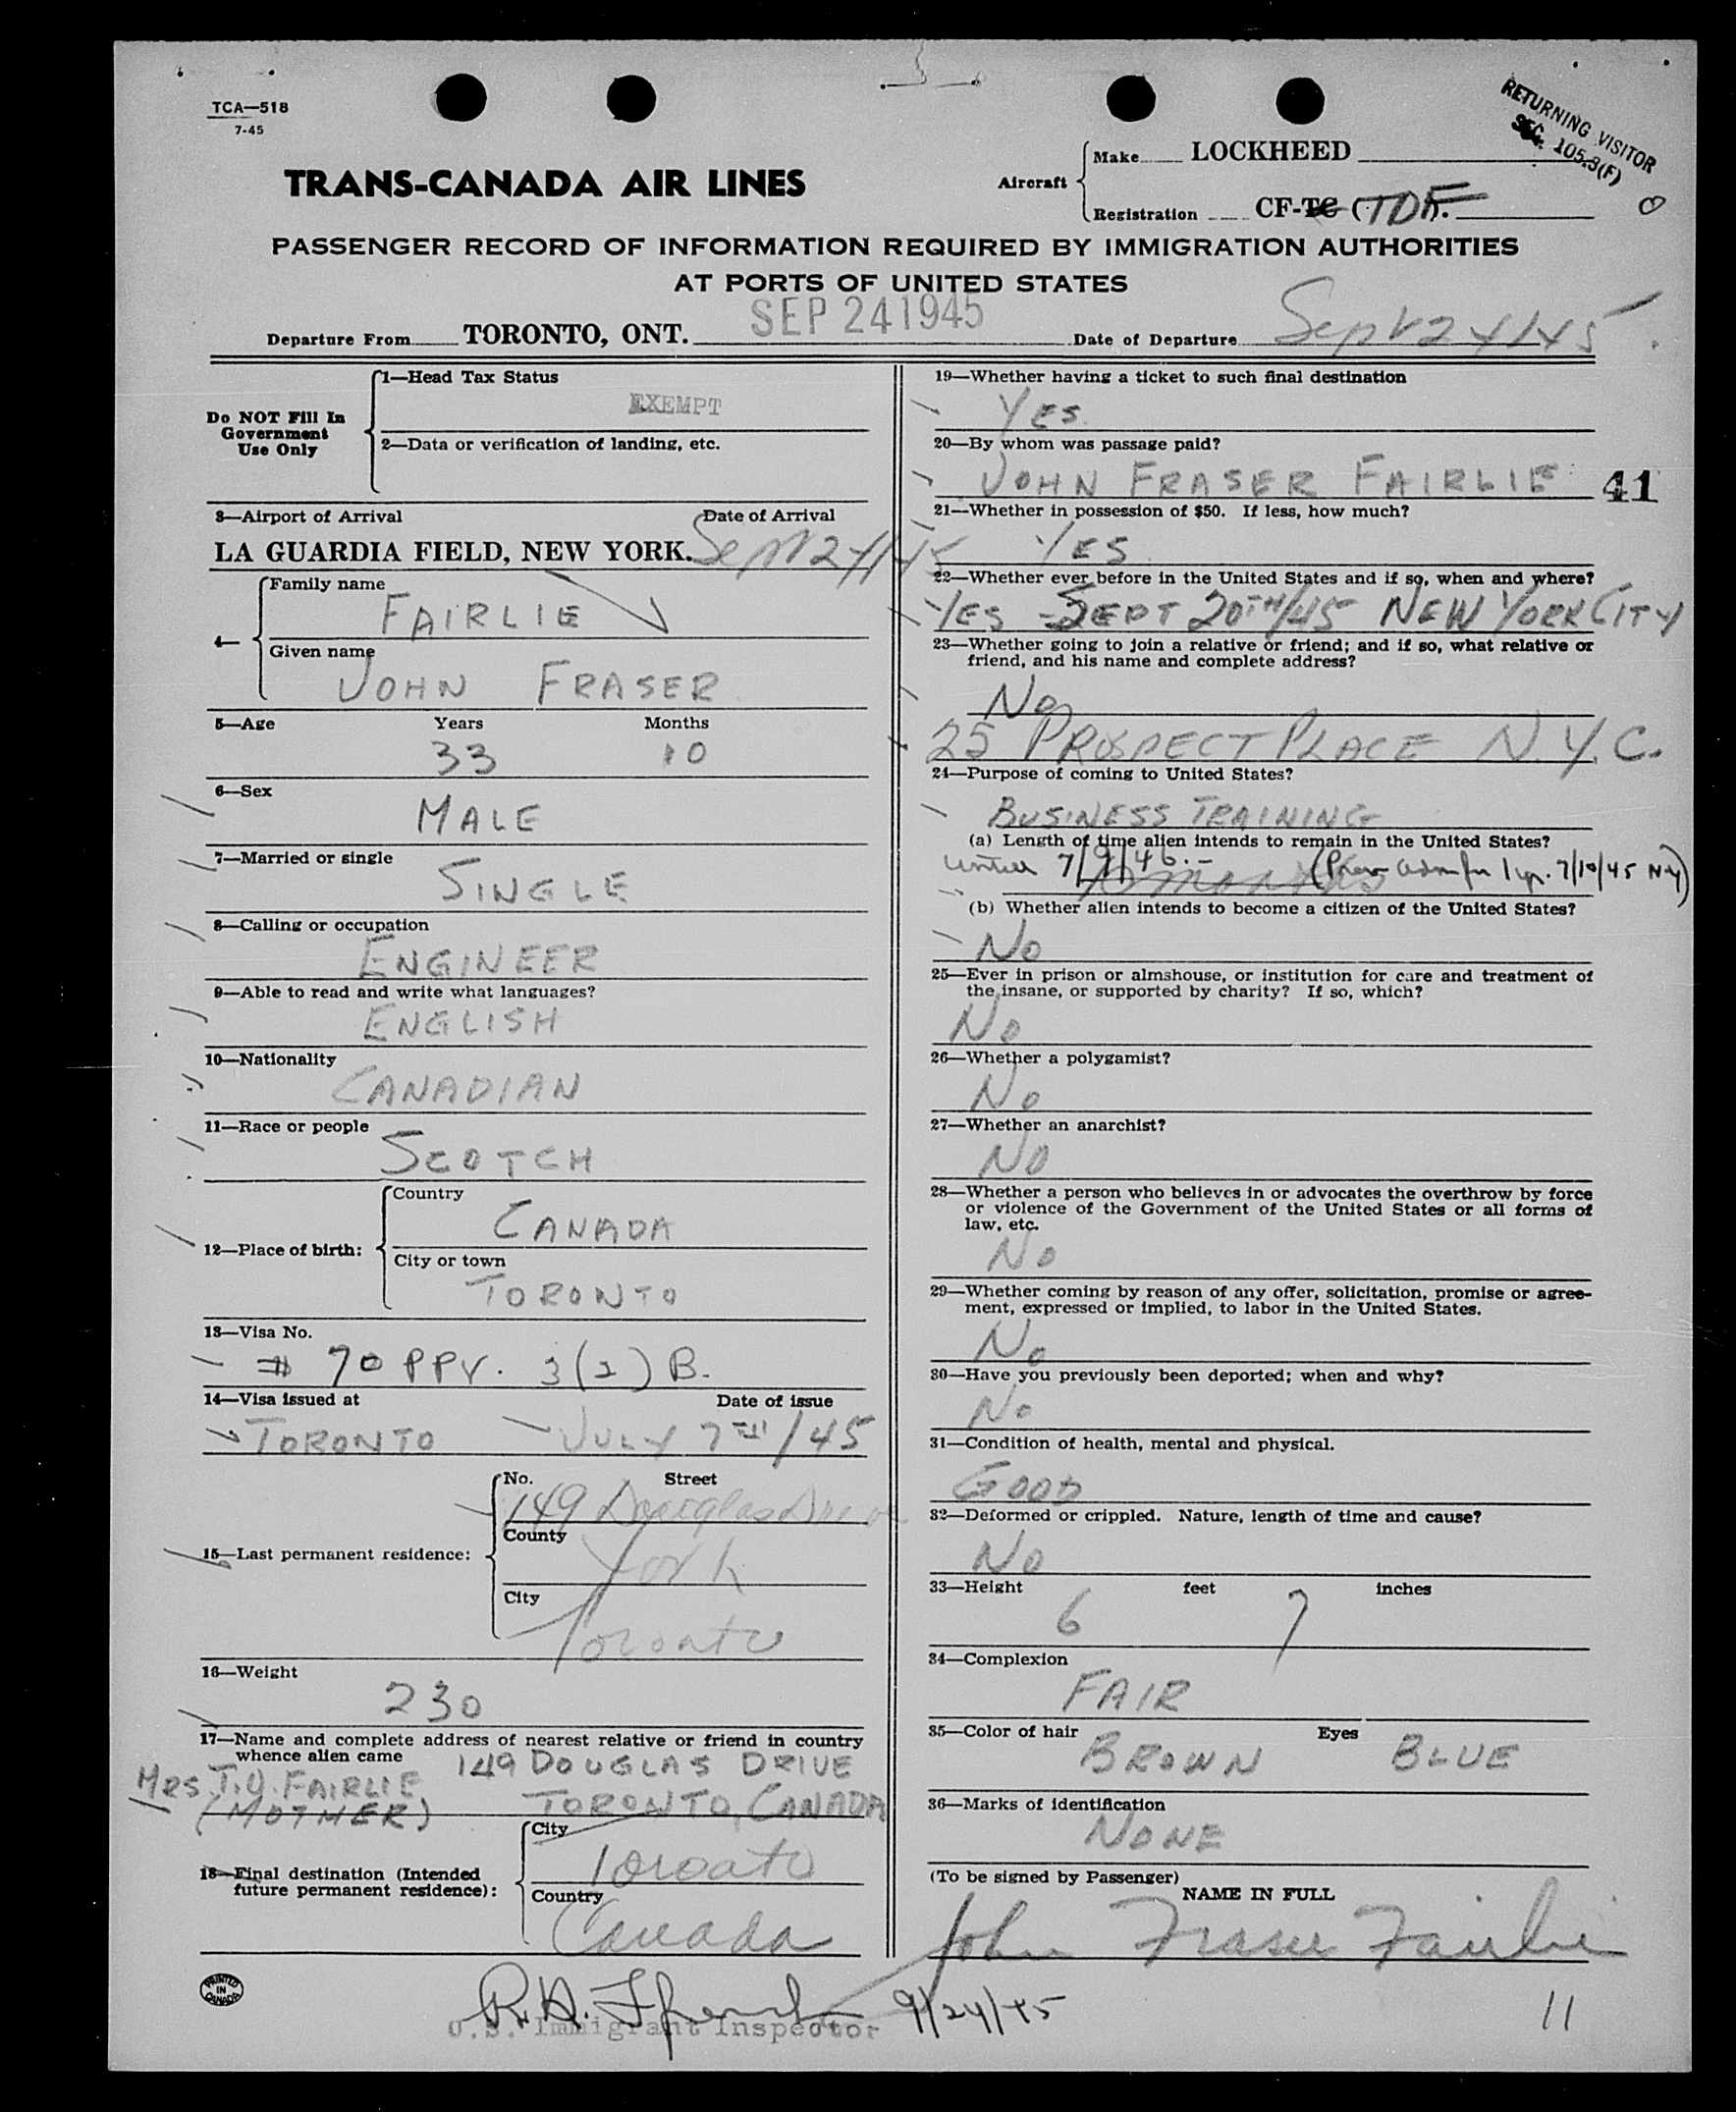 TCA—518
7-45
RETURNING VISITOR
SEC. 105.3(F)
TRANS-CANADA AIR LINES
Aircraft
Make LOCKHEED
Registration CF-TC (TDF).
PASSENGER RECORD OF INFORMATION REQUIRED BY IMMIGRATION AUTHORITIES
AT PORTS OF UNITED STATES
SEP 24 1945
Departure From TORONTO, ONT. Date of Departure Sept 24/45
Do NOT Fill In
Government
Use Only
1—Head Tax Status
EXEMPT
2—Data or verification of landing, etc.
3—Airport of Arrival Date of Arrival
LA GUARDIA FIELD, NEW YORK. Sept 24/45
4—
Family name
FAIRLIE
Given name
JOHN FRASER
5—Age Years Months
33 10
6—Sex
MALE
7—Married or single
SINGLE
8—Calling or occupation
ENGINEER
9—Able to read and write what languages?
ENGLISH
10—Nationality
CANADIAN
11—Race or people
SCOTCH
12—Place of birth:
Country
CANADA
City or town
TORONTO
13—Visa No.
# 70 PPV. 3(2) B.
14—Visa issued at Date of issue
TORONTO JULY 7TH/45
15—Last permanent residence:
No. Street
149 Douglas Drive
County
York
City
Toronto
16—Weight
230
17—Name and complete address of nearest relative or friend in country
whence alien came 149 DOUGLAS DRIVE
MRS. FAIRLIE TORONTO, CANADA
(MOTHER)
18—Final destination (Intended
future permanent residence):
City
Toronto
Country
Canada
19—Whether having a ticket to such final destination
YES
20—By whom was passage paid?
JOHN FRASER FAIRLIE 41
21—Whether in possession of $50. If less, how much?
YES
22—Whether ever before in the United States and if so, when and where?
YES - SEPT 20TH/45 NEW YORK CITY
23—Whether going to join a relative or friend; and if so, what relative or
friend, and his name and complete address?
No
25 PROSPECT PLACE N.Y.C.
24—Purpose of coming to United States?
BUSINESS TRAINING
(a) Length of time alien intends to remain in the United States?
until 7/9/46.- (Prev adm for 1 yr. 7/10/45 NY)
(b) Whether alien intends to become a citizen of the United States?
No
25—Ever in prison or almshouse, or institution for care and treatment of
the insane, or supported by charity? If so, which?
No
26—Whether a polygamist?
No
27—Whether an anarchist?
NO
28—Whether a person who believes in or advocates the overthrow by force
or violence of the Government of the United States or all forms of
law, etc.
No
29—Whether coming by reason of any offer, solicitation, promise or agree-
ment, expressed or implied, to labor in the United States.
No
30—Have you previously been deported; when and why?
No
31—Condition of health, mental and physical.
GOOD
32—Deformed or crippled. Nature, length of time and cause?
No
33—Height feet inches
6 7
34—Complexion
FAIR
35—Color of hair Eyes
BROWN BLUE
36—Marks of identification
NONE
(To be signed by Passenger)
NAME IN FULL
John Fraser Fairlie
PRINTED IN CANADA
R.H. 9/24/45
U.S. Immigrant Inspector
11